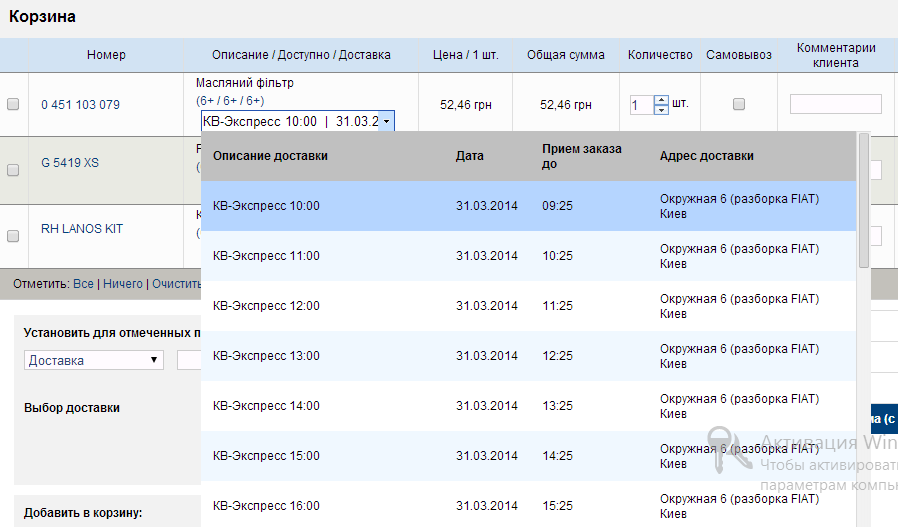 Корзина
Номер Описание / Доступно / Доставка Цена / 1 шт. Общая сумма Количество Самовывоз Комментарии
клиента
0 451 103 079 Масляний фільтр
(6+ / 6+ / 6+)
КВ-Экспресс 10:00 | 31.03.2
52,46 грн 52,46 грн 1 шт.
G 5419 XS
RH LANOS KIT
Отметить: Все | Ничего | Очистить
Установить для отмеченных п
Доставка
Выбор доставки
Добавить в корзину:
Описание доставки Дата Прием заказа
до Адрес доставки
КВ-Экспресс 10:00 31.03.2014 09:25 Окружная 6 (разборка FIAT)
Киев
КВ-Экспресс 11:00 31.03.2014 10:25 Окружная 6 (разборка FIAT)
Киев
КВ-Экспресс 12:00 31.03.2014 11:25 Окружная 6 (разборка FIAT)
Киев
КВ-Экспресс 13:00 31.03.2014 12:25 Окружная 6 (разборка FIAT)
Киев
КВ-Экспресс 14:00 31.03.2014 13:25 Окружная 6 (разборка FIAT)
Киев
КВ-Экспресс 15:00 31.03.2014 14:25 Окружная 6 (разборка FIAT)
Киев
КВ-Экспресс 16:00 31.03.2014 15:25 Окружная 6 (разборка FIAT)
Киев
ма (с
Активация Win
Чтобы активировать
параметрам компь